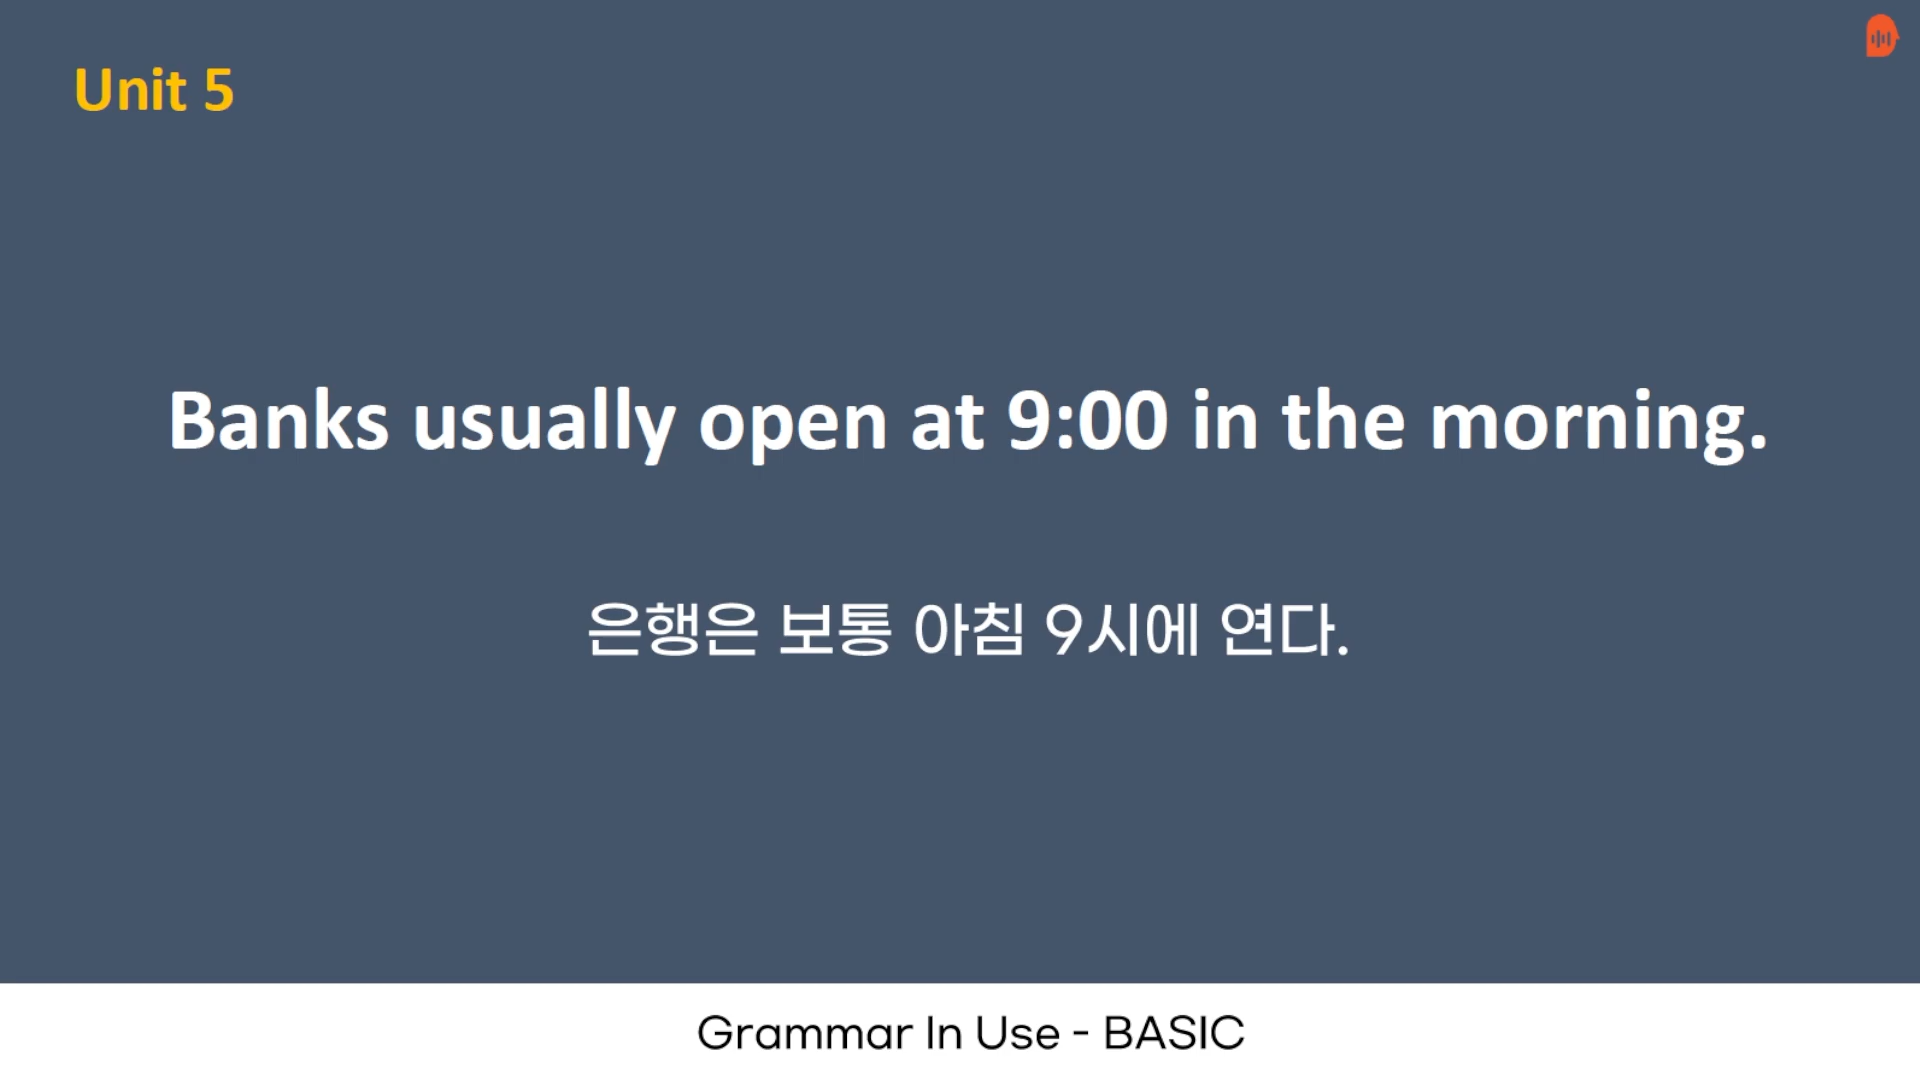 Unit 5
Banks usually open at 9:00 in the morning.
은행은 보통 아침 9시에 연다.
Grammar In Use - BASIC